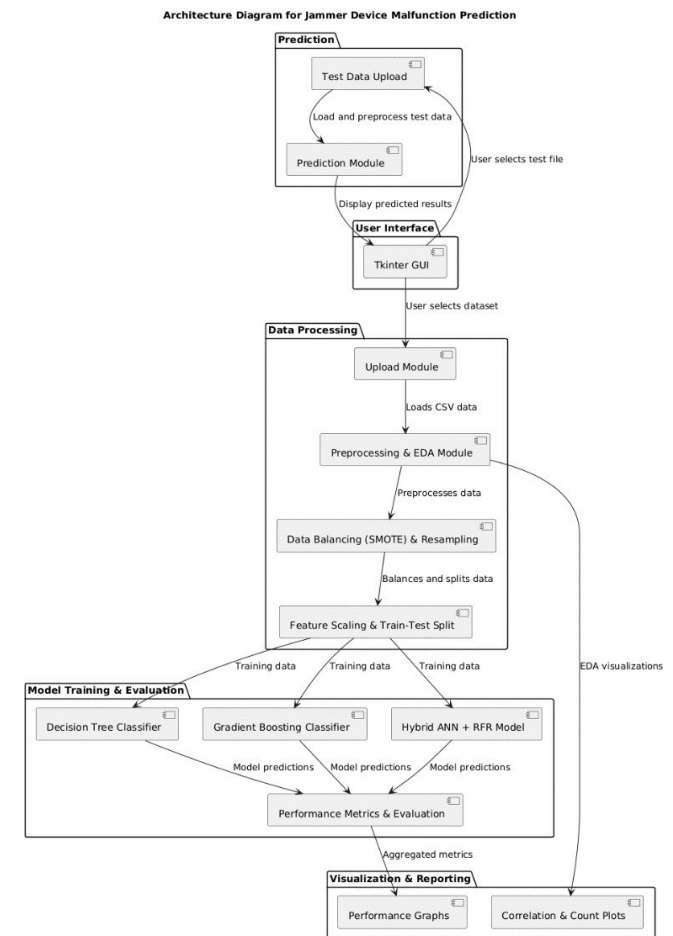 Architecture Diagram for Jammer Device Malfunction Prediction
Prediction
Test Data Upload
Load and preprocess test data
Prediction Module
User selects test file
Display predicted results
User Interface
Tkinter GUI
User selects dataset
Data Processing
Upload Module
Loads CSV data
Preprocessing & EDA Module
Preprocesses data
Data Balancing (SMOTE) & Resampling
Balances and splits data
Feature Scaling & Train-Test Split
Training data
Training data
Training data
EDA visualizations
Model Training & Evaluation
Decision Tree Classifier
Gradient Boosting Classifier
Hybrid ANN + RFR Model
Model predictions
Model predictions
Model predictions
Performance Metrics & Evaluation
Aggregated metrics
Visualization & Reporting
Performance Graphs
Correlation & Count Plots